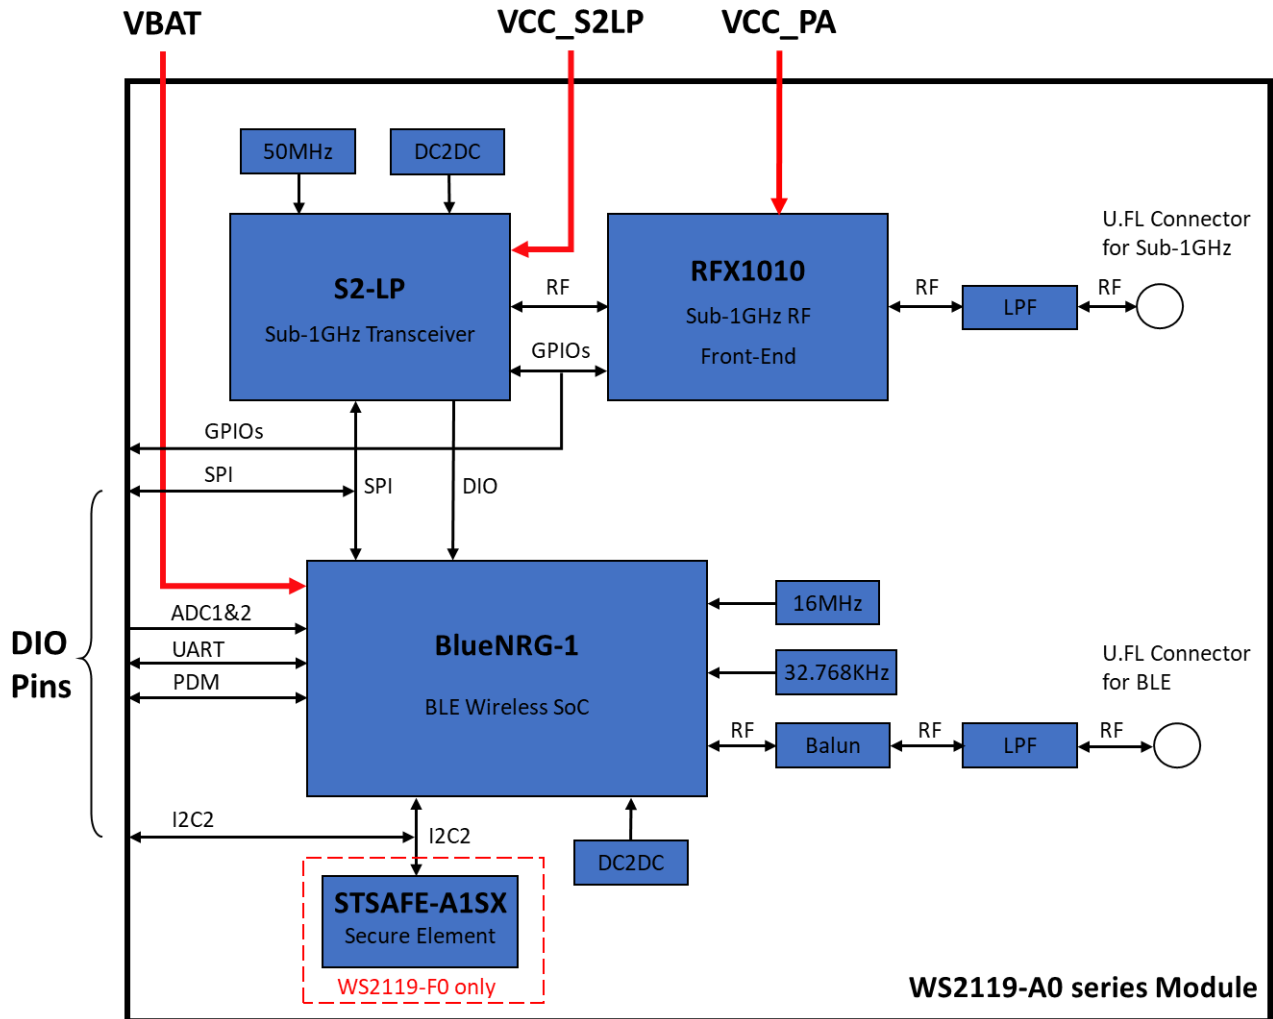 VBAT
VCC_S2LP
VCC_PA
50MHz
DC2DC
U.FL Connector
for Sub-1GHz
S2-LP
Sub-1GHz Transceiver
RF
RFX1010
Sub-1GHz RF
Front-End
RF
LPF
RF
GPIOs
GPIOs
SPI
SPI
DIO
DIO
Pins
ADC1&2
UART
PDM
BlueNRG-1
BLE Wireless SoC
16MHz
32.768KHz
U.FL Connector
for BLE
RF
Balun
RF
LPF
RF
I2C2
I2C2
DC2DC
STSAFE-A1SX
Secure Element
WS2119-F0 only
WS2119-A0 series Module